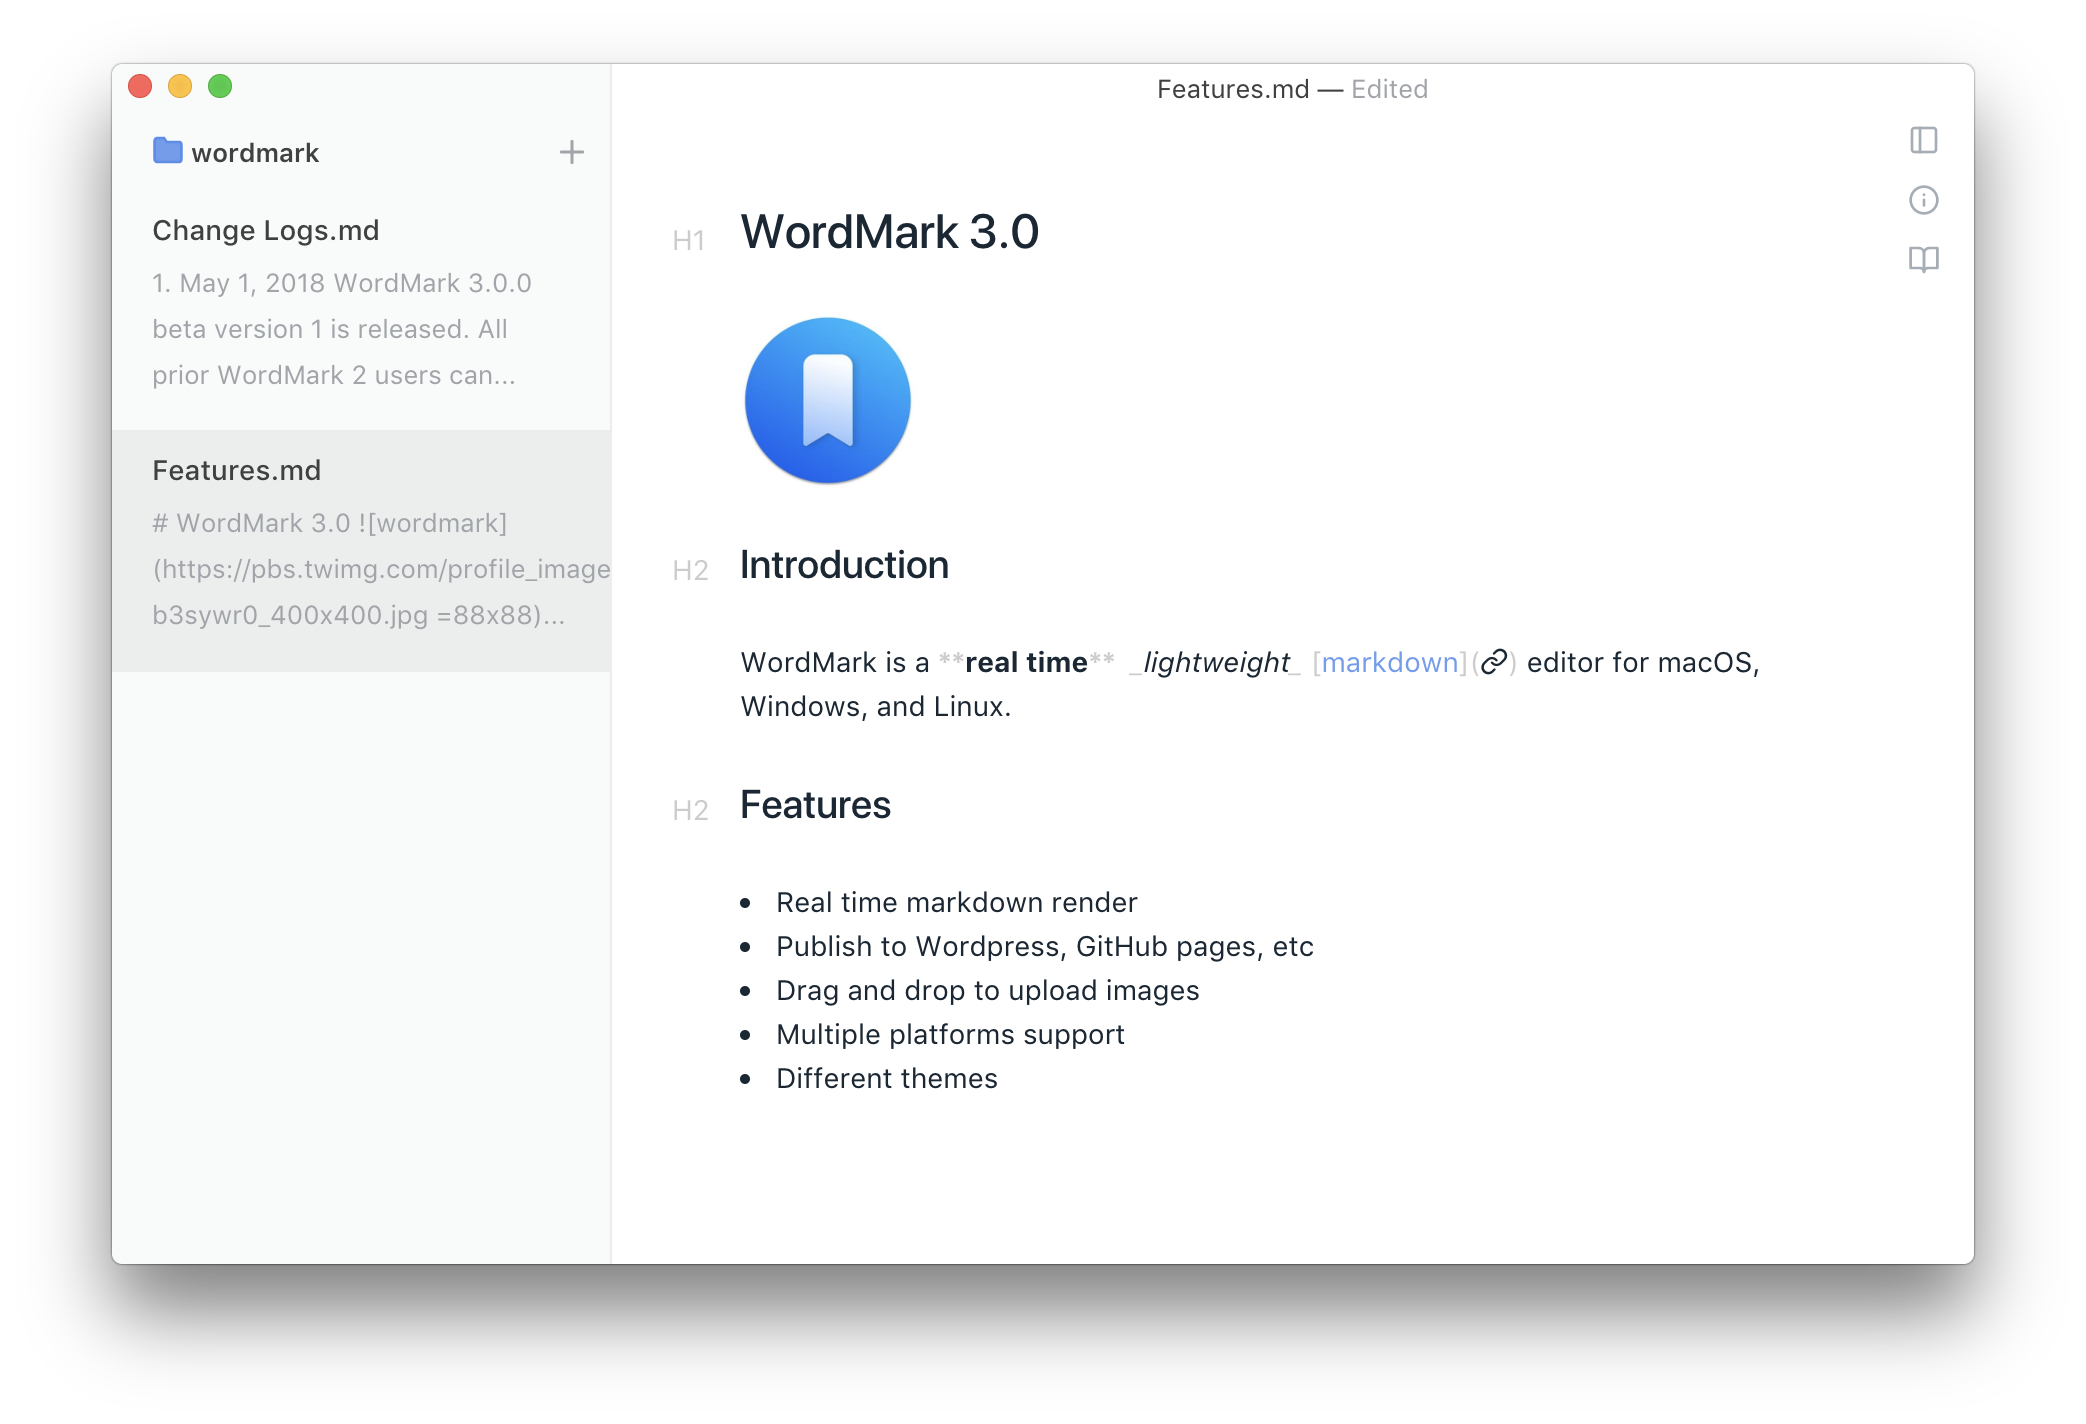 Features.md — Edited
wordmark
Change Logs.md
1. May 1, 2018 WordMark 3.0.0
beta version 1 is released. All
prior WordMark 2 users can...
Features.md
# WordMark 3.0 ![wordmark]
(https://pbs.twimg.com/profile_image
b3sywr0_400x400.jpg =88x88)...
H1 WordMark 3.0
H2 Introduction
WordMark is a **real time** _lightweight_ [markdown]() editor for macOS,
Windows, and Linux.
H2 Features
• Real time markdown render
• Publish to Wordpress, GitHub pages, etc
• Drag and drop to upload images
• Multiple platforms support
• Different themes